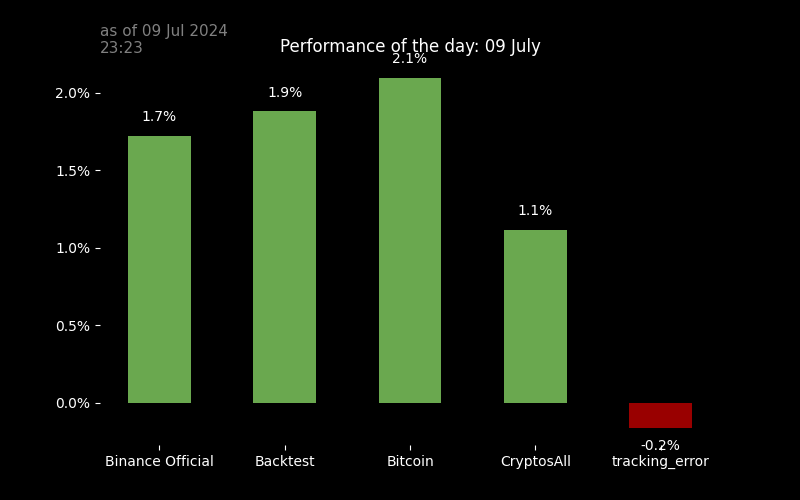 as of 09 Jul 2024
23:23
Performance of the day: 09 July
2.1%
2.0%
1.9%
1.7%
1.5%
1.1%
1.0%
0.5%
0.0%
-0.2%
Binance Official
Backtest
Bitcoin
CryptosAll
tracking_error